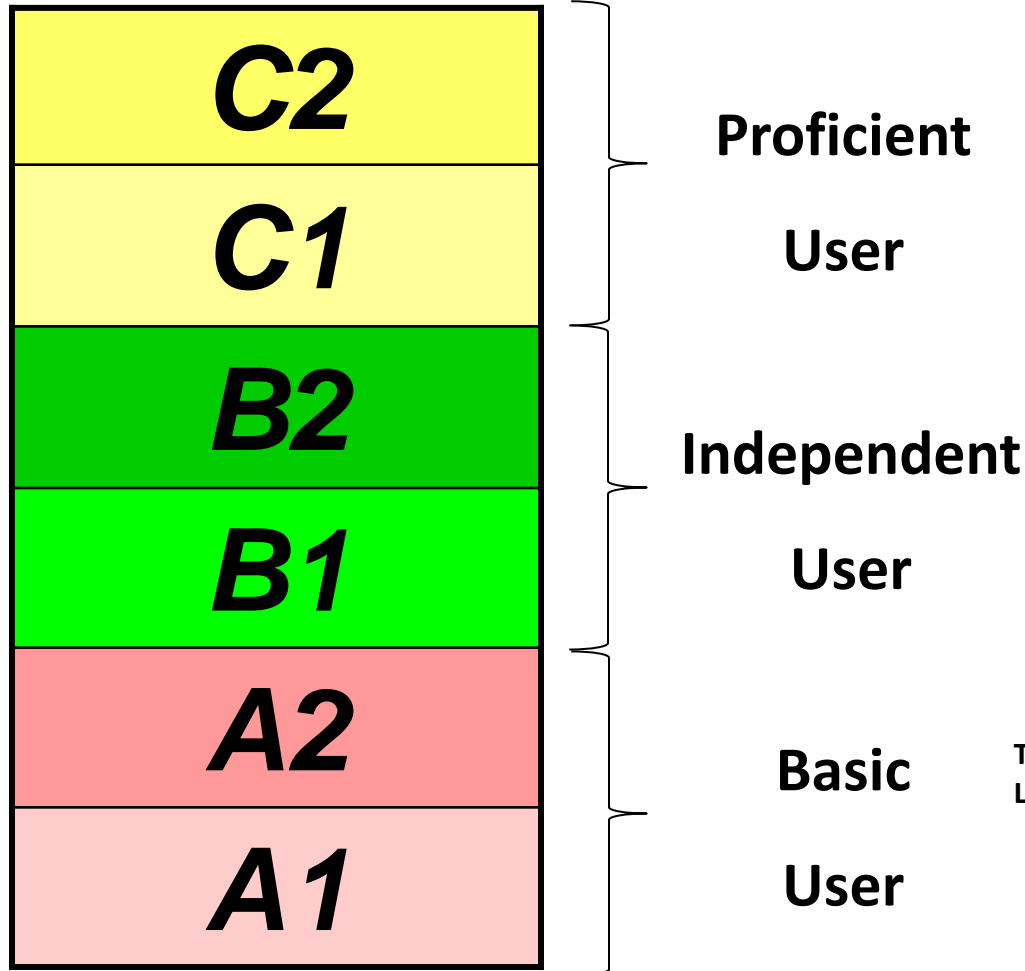 C2
C1
Proficient
User
B2
B1
Independent
User
A2
A1
Basic
User
T
L